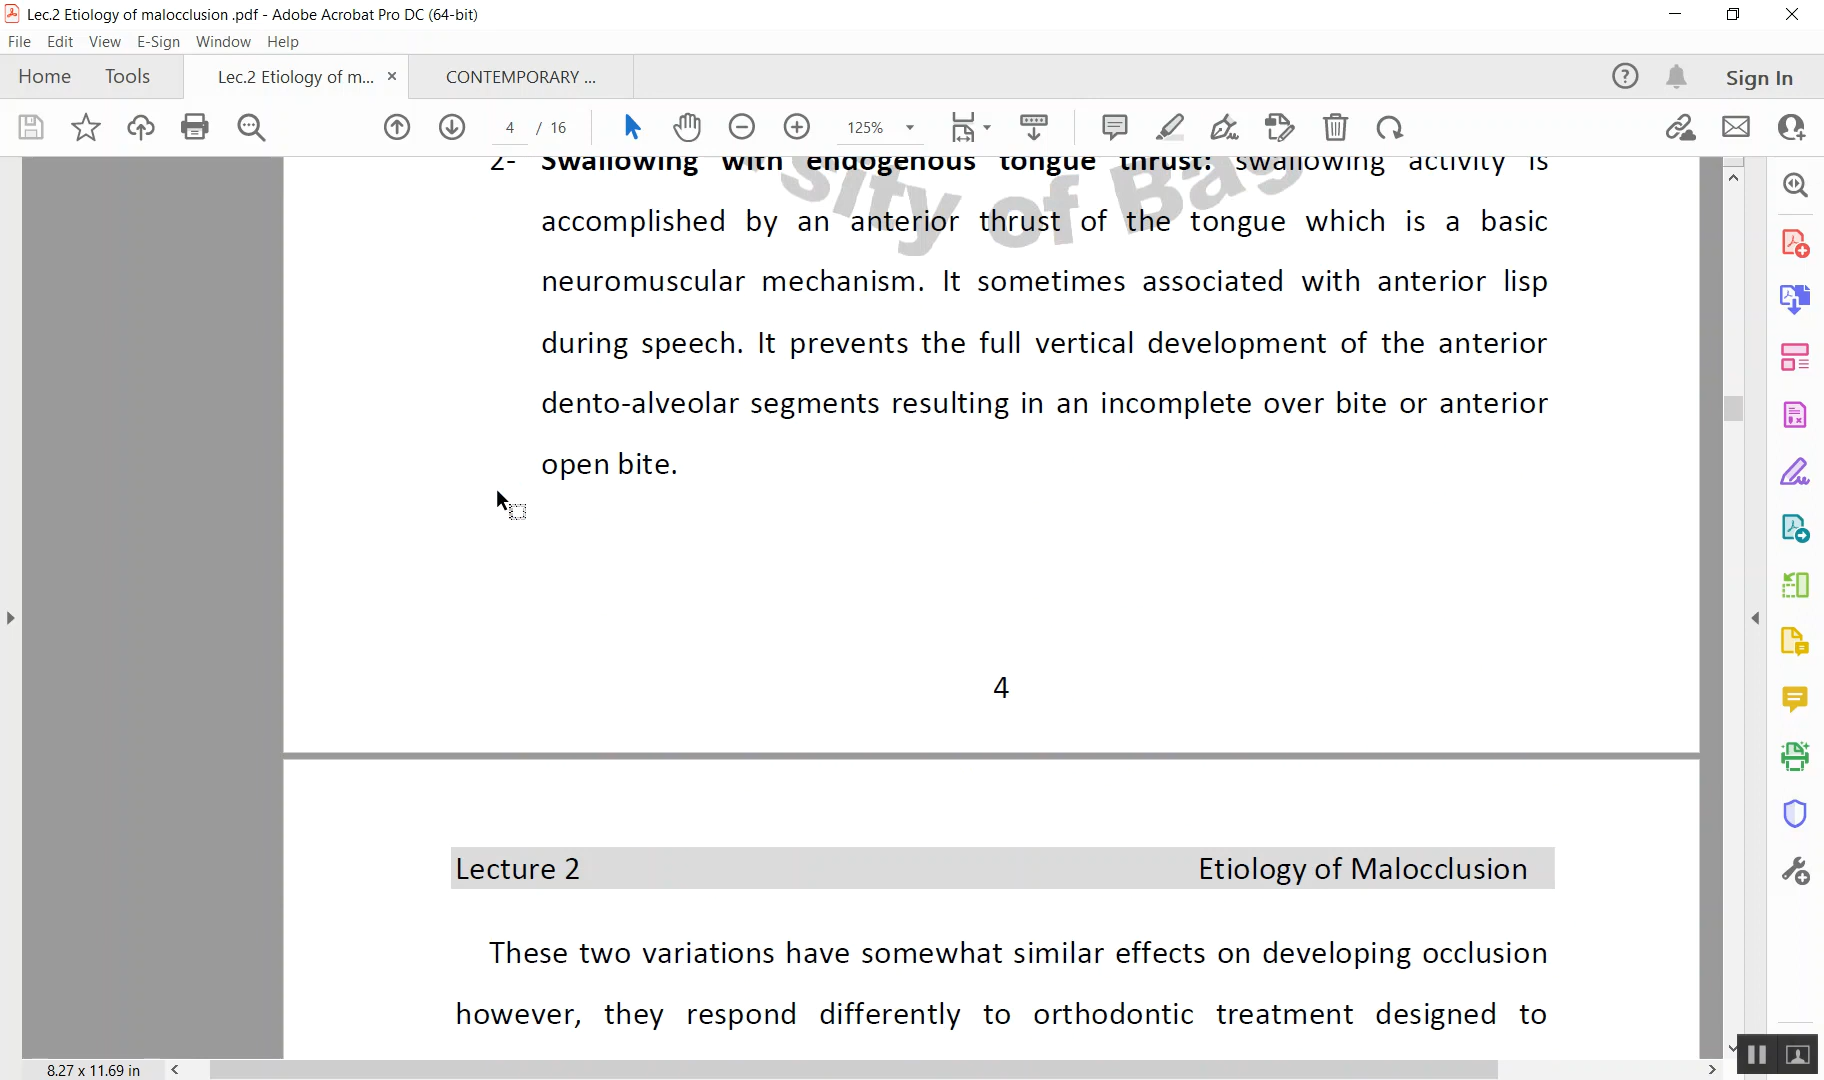 Lec.2 Etiology of malocclusion .pdf - Adobe Acrobat Pro DC (64-bit)
File Edit View E-Sign Window Help
Home Tools Lec.2 Etiology of m... × CONTEMPORARY ... ? Sign In
4 / 16 125%
2- Swallowing with endogenous tongue thrust: swallowing activity is
accomplished by an anterior thrust of the tongue which is a basic
neuromuscular mechanism. It sometimes associated with anterior lisp
during speech. It prevents the full vertical development of the anterior
dento-alveolar segments resulting in an incomplete over bite or anterior
open bite.
sity of Bag
4
Lecture 2 Etiology of Malocclusion
These two variations have somewhat similar effects on developing occlusion
however, they respond differently to orthodontic treatment designed to
8.27 x 11.69 in